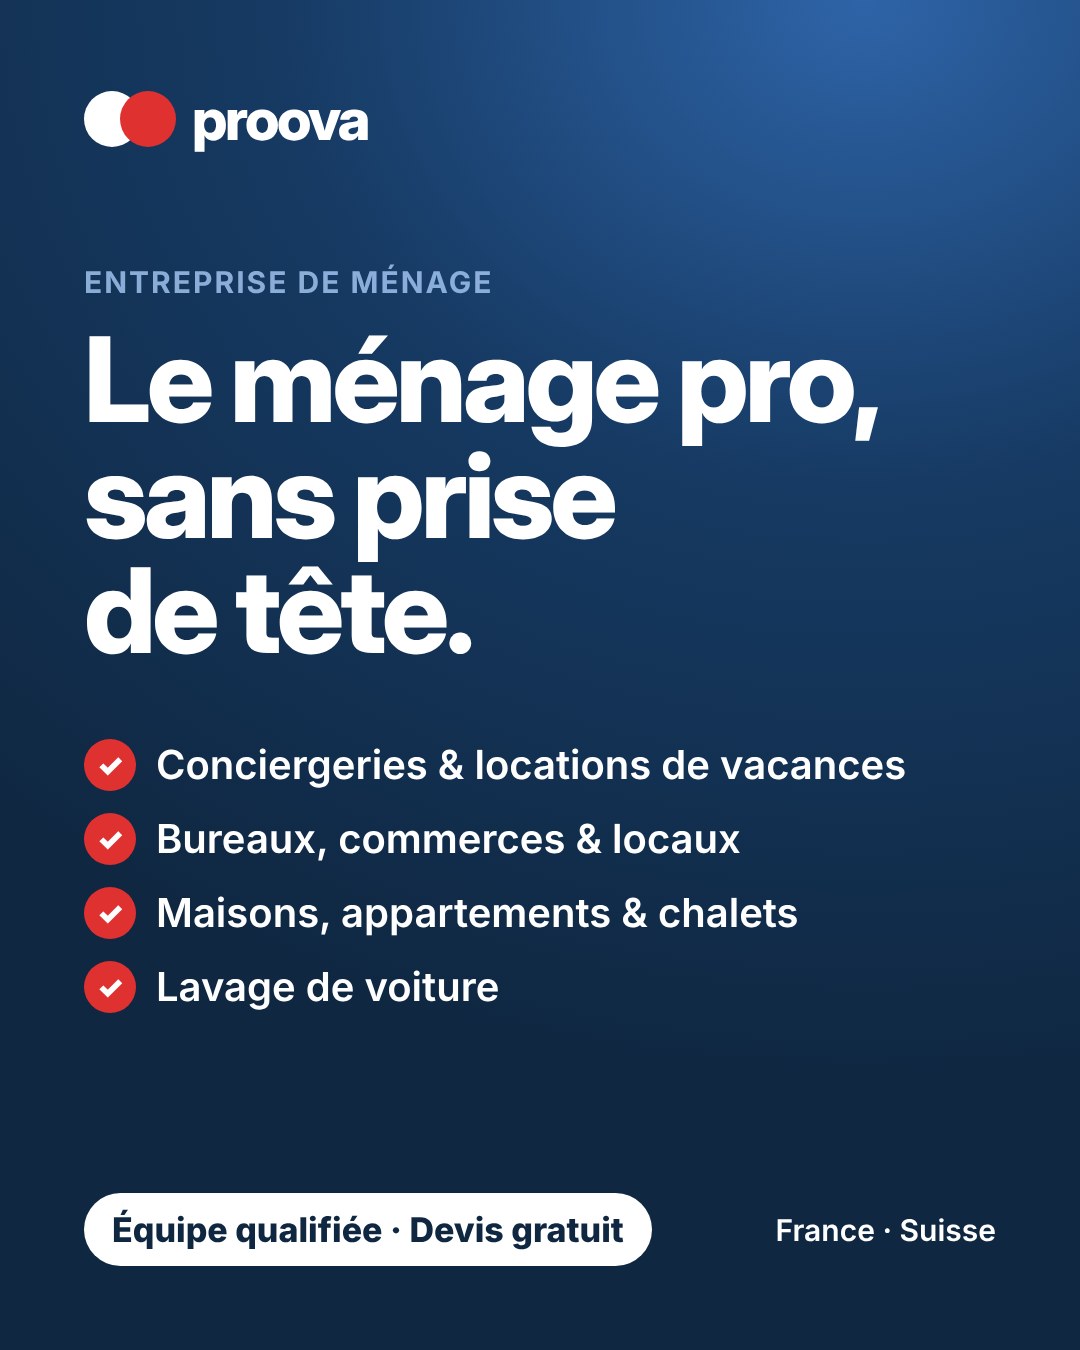 proova
ENTREPRISE DE MÉNAGE
Le ménage pro,
sans prise
de tête.
Conciergeries & locations de vacances
Bureaux, commerces & locaux
Maisons, appartements & chalets
Lavage de voiture
Équipe qualifiée · Devis gratuit
France · Suisse